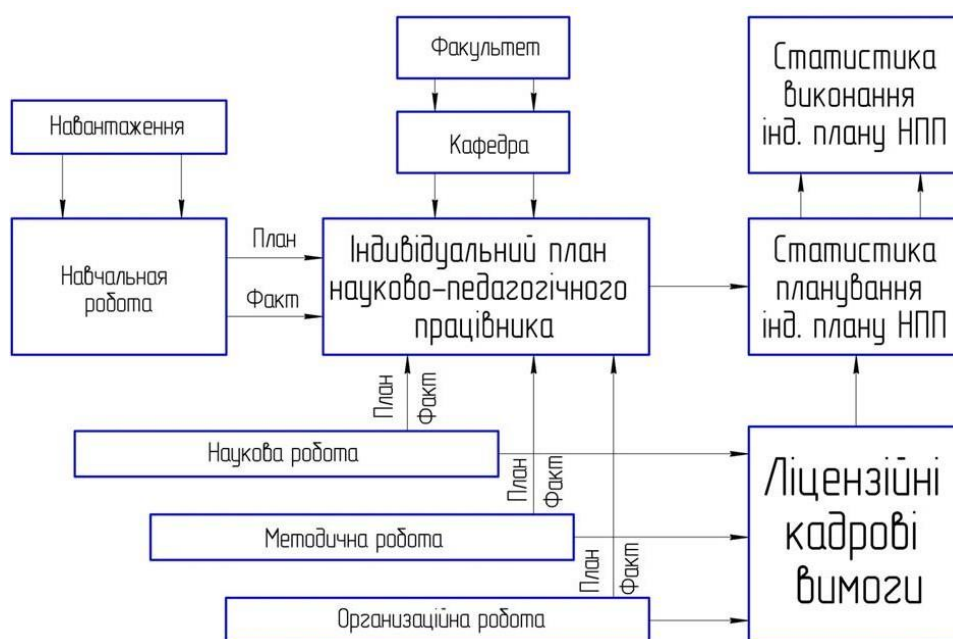 Факультет
Статистика
виконання
інд. плану НПП
Навантаження
Кафедра
Навчальная
робота
План
Факт
Індивідуальний план
науково-педагогічного
працівника
Статистика
планування
інд. плану НПП
План
Факт
Наукова робота
План
Факт
Методична робота
План
Факт
Организаційна робота
Ліцензійні
кадрові
вимоги